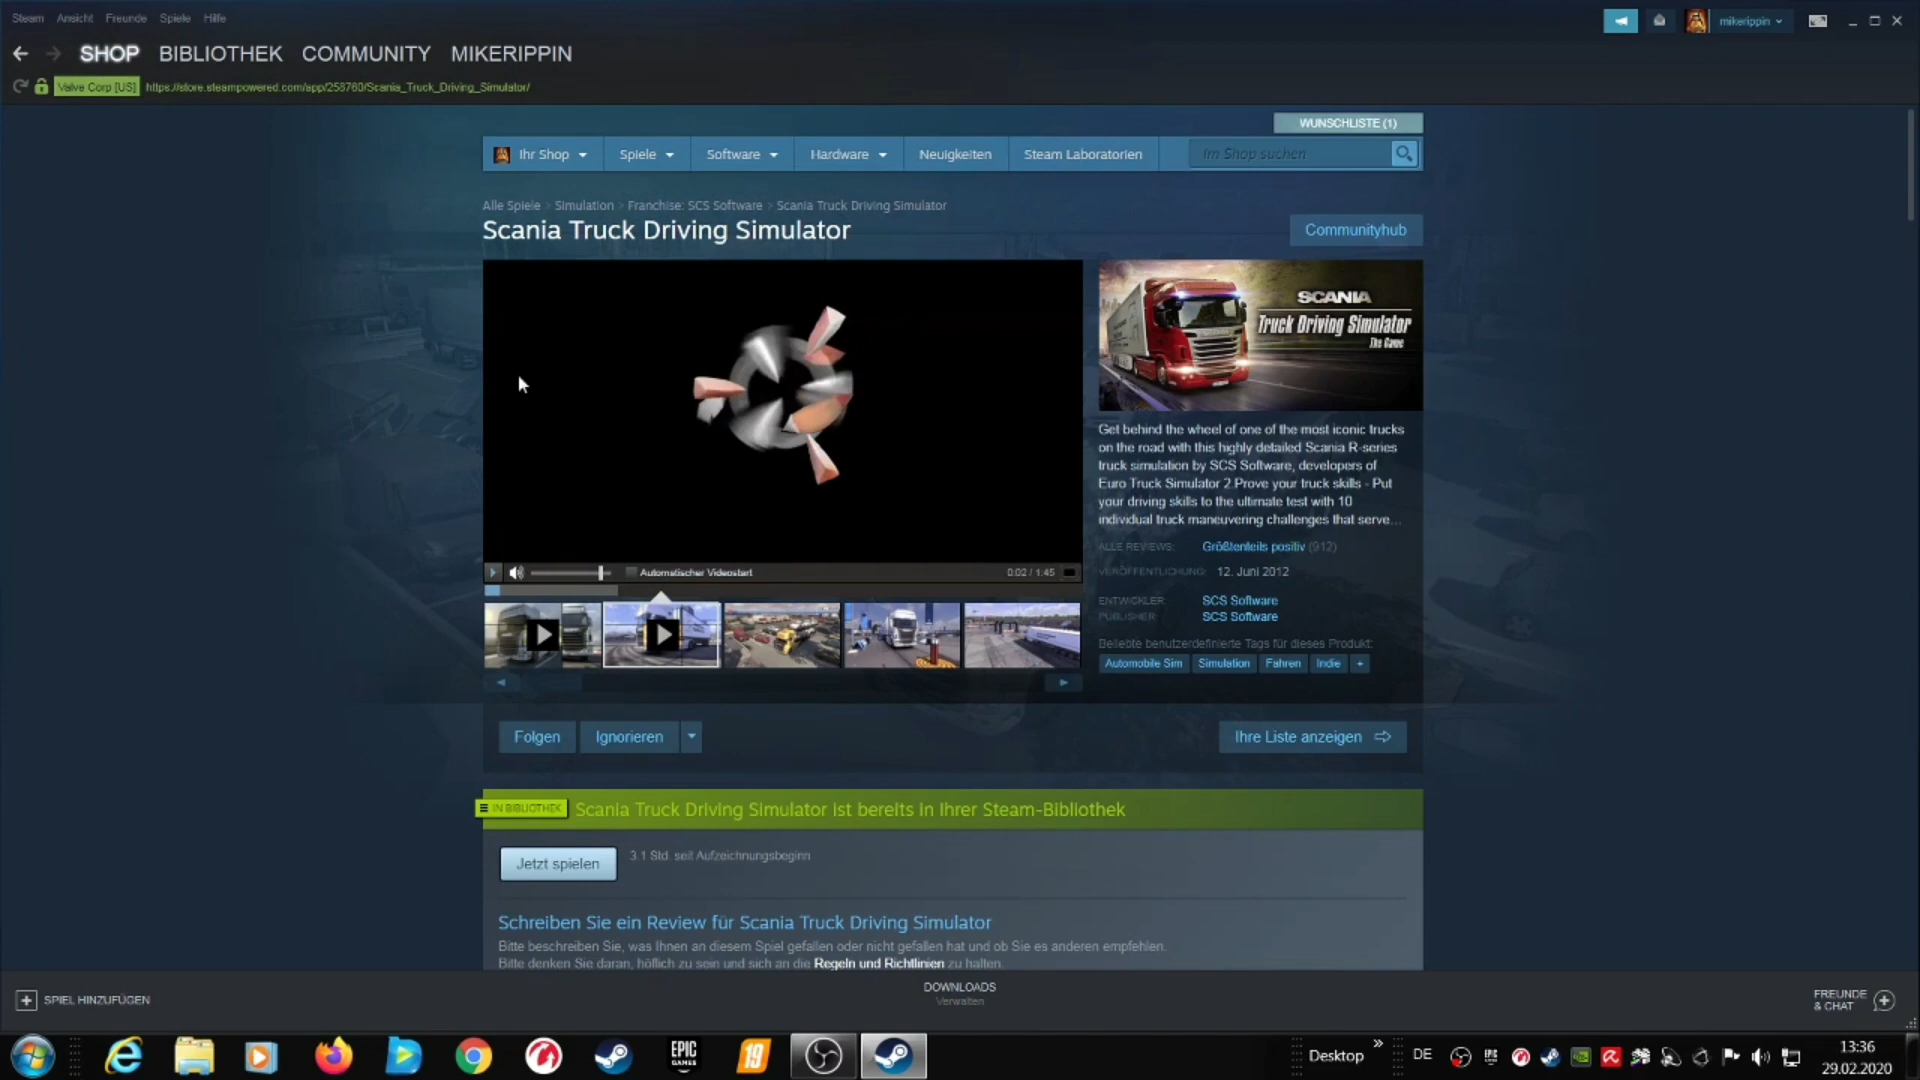 Steam Ansicht Freunde Spiele Hilfe
mikerippin
SHOP BIBLIOTHEK COMMUNITY MIKERIPPIN
Valve Corp [US] https://store.steampowered.com/app/258760/Scania_Truck_Driving_Simulator/
WUNSCHLISTE (1)
Ihr Shop Spiele Software Hardware Neuigkeiten Steam Laboratorien Im Shop suchen
Alle Spiele > Simulation > Franchise: SCS Software > Scania Truck Driving Simulator
Scania Truck Driving Simulator
Communityhub
SCANIA
Truck Driving Simulator
The Game
Get behind the wheel of one of the most iconic trucks
on the road with this highly detailed Scania R-series
truck simulation by SCS Software, developers of
Euro Truck Simulator 2.Prove your truck skills - Put
your driving skills to the ultimate test with 10
individual truck maneuvering challenges that serve...
ALLE REVIEWS: Größtenteils positiv (912)
VERÖFFENTLICHUNG: 12. Juni 2012
ENTWICKLER: SCS Software
PUBLISHER: SCS Software
Beliebte benutzerdefinierte Tags für dieses Produkt:
Automobile Sim Simulation Fahren Indie +
Automatischer Videostart 0:02 / 1:45
Folgen Ignorieren Ihre Liste anzeigen
IN BIBLIOTHEK Scania Truck Driving Simulator ist bereits in Ihrer Steam-Bibliothek
Jetzt spielen 3.1 Std. seit Aufzeichnungsbeginn
Schreiben Sie ein Review für Scania Truck Driving Simulator
Bitte beschreiben Sie, was Ihnen an diesem Spiel gefallen oder nicht gefallen hat und ob Sie es anderen empfehlen.
Bitte denken Sie daran, höflich zu sein und sich an die Regeln und Richtlinien zu halten.
SPIEL HINZUFÜGEN
DOWNLOADS
Verwalten
FREUNDE
& CHAT
EPIC
GAMES
19
Desktop » DE
13:36
29.02.2020